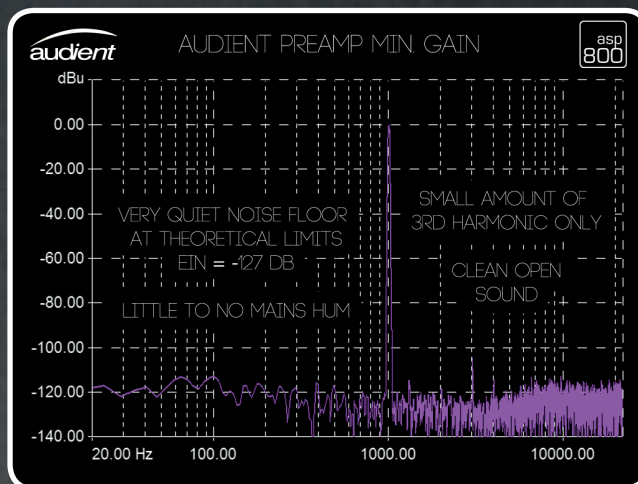 audient
AUDIENT PREAMP MIN. GAIN
asp
800
dBu
0.00
-20.00
-40.00
-60.00
-80.00
-100.00
-120.00
-140.00
VERY QUIET NOISE FLOOR
AT THEORETICAL LIMITS
EIN = -127 DB
LITTLE TO NO MAINS HUM
SMALL AMOUNT OF
3RD HARMONIC ONLY
CLEAN OPEN
SOUND
20.00 Hz 100.00 1000.00 10000.00